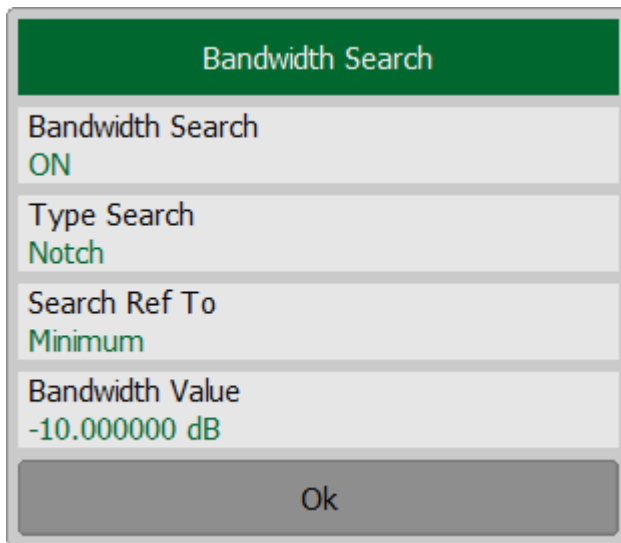 Bandwidth Search
Bandwidth Search
ON
Type Search
Notch
Search Ref To
Minimum
Bandwidth Value
-10.000000 dB
Ok